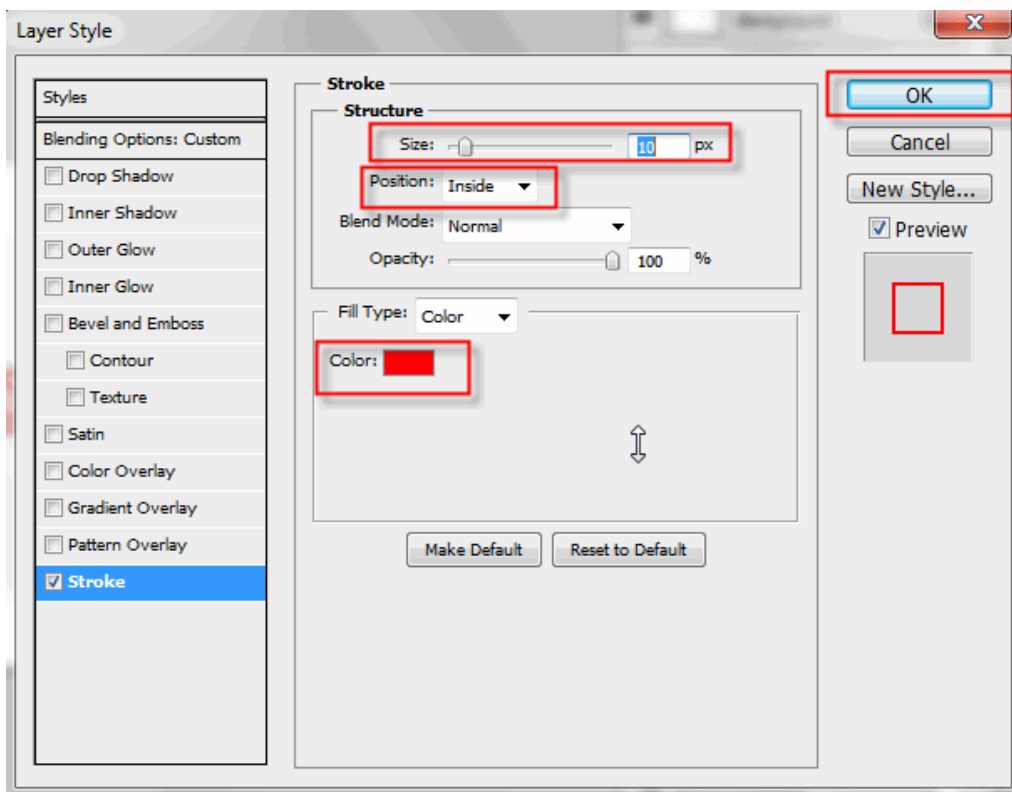 Layer Style
Styles
Blending Options: Custom
Drop Shadow
Inner Shadow
Outer Glow
Inner Glow
Bevel and Emboss
Contour
Texture
Satin
Color Overlay
Gradient Overlay
Pattern Overlay
Stroke
Stroke
Structure
Size: 10 px
Position: Inside
Blend Mode: Normal
Opacity: 100 %
Fill Type: Color
Color:
Make Default Reset to Default
OK
Cancel
New Style...
Preview